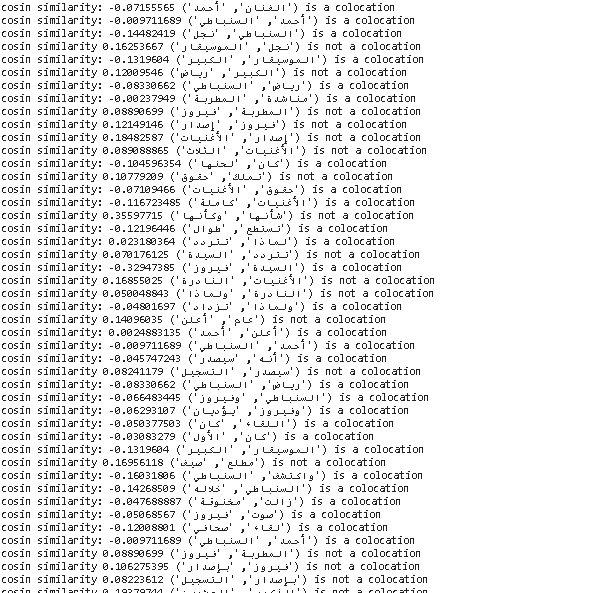 cosin similarity: -0.07155565 ('الفنان' ,'أحمد') is a colocation
cosin similarity: -0.009711689 ('أحمد' ,'السنباطي') is a colocation
cosin similarity: -0.14482419 ('السنباطي' ,'نجل') is a colocation
cosin similarity 0.16253667 ('نجل' ,'الموسيقار') is not a colocation
cosin similarity: -0.1319604 ('الموسيقار' ,'الكبير') is a colocation
cosin similarity 0.12009546 ('الكبير' ,'رياض') is not a colocation
cosin similarity: -0.08330662 ('رياض' ,'السنباطي') is a colocation
cosin similarity: -0.00237949 ('مناشدة' ,'المطربة') is a colocation
cosin similarity 0.08890699 ('المطربة' ,'فيروز') is not a colocation
cosin similarity 0.12149146 ('فيروز' ,'إصدار') is not a colocation
cosin similarity 0.18482587 ('إصدار' ,'الأغنيات') is not a colocation
cosin similarity 0.089088865 ('الأغنيات' ,'الثلاث') is not a colocation
cosin similarity: -0.104596354 ('كان' ,'لحنها') is a colocation
cosin similarity 0.10779209 ('تملك' ,'حقوق') is not a colocation
cosin similarity: -0.07109466 ('حقوق' ,'الأغنيات') is a colocation
cosin similarity: -0.116723485 ('الأغنيات' ,'كاملة') is a colocation
cosin similarity 0.35597715 ('شأنها' ,'وكأنها') is not a colocation
cosin similarity: -0.12196446 ('تستطع' ,'طوال') is a colocation
cosin similarity 0.023180364 ('لماذا' ,'تتردد') is not a colocation
cosin similarity 0.070176125 ('تتردد' ,'السيدة') is not a colocation
cosin similarity: -0.32947385 ('السيدة' ,'فيروز') is a colocation
cosin similarity 0.16855025 ('الأغنيات' ,'النادرة') is not a colocation
cosin similarity 0.050048843 ('النادرة' ,'ولماذا') is not a colocation
cosin similarity: -0.04801697 ('ولماذا' ,'تزداد') is a colocation
cosin similarity 0.14096035 ('عام' ,'أعلن') is not a colocation
cosin similarity: 0.0024883135 ('أعلن' ,'أحمد') is a colocation
cosin similarity: -0.009711689 ('أحمد' ,'السنباطي') is a colocation
cosin similarity: -0.045747243 ('أنه' ,'سيصدر') is a colocation
cosin similarity 0.08241179 ('سيصدر' ,'التسجيل') is not a colocation
cosin similarity: -0.08330662 ('رياض' ,'السنباطي') is a colocation
cosin similarity: -0.066483445 ('وفيروز' ,'السنباطي') is a colocation
cosin similarity: -0.06293107 ('وفيروز' ,'يؤديان') is a colocation
cosin similarity: -0.050377503 ('اللقاء' ,'كان') is a colocation
cosin similarity: -0.03083279 ('كان' ,'الأول') is a colocation
cosin similarity: -0.1319604 ('الموسيقار' ,'الكبير') is a colocation
cosin similarity 0.16956118 ('مطلع' ,'صيف') is not a colocation
cosin similarity: -0.16031806 ('واكتشف' ,'السنباطي') is a colocation
cosin similarity: -0.14268509 ('السنباطي' ,'خلاله') is a colocation
cosin similarity: -0.047688887 ('زالت' ,'مخنوقة') is a colocation
cosin similarity: -0.05068567 ('صوت' ,'فيروز') is a colocation
cosin similarity: -0.12008801 ('لقاء' ,'صحافي') is a colocation
cosin similarity: -0.009711689 ('أحمد' ,'السنباطي') is a colocation
cosin similarity 0.08890699 ('المطربة' ,'فيروز') is not a colocation
cosin similarity 0.106275395 ('فيروز' ,'بإصدار') is not a colocation
cosin similarity 0.08223612 ('بإصدار' ,'التسجيل') is not a colocation